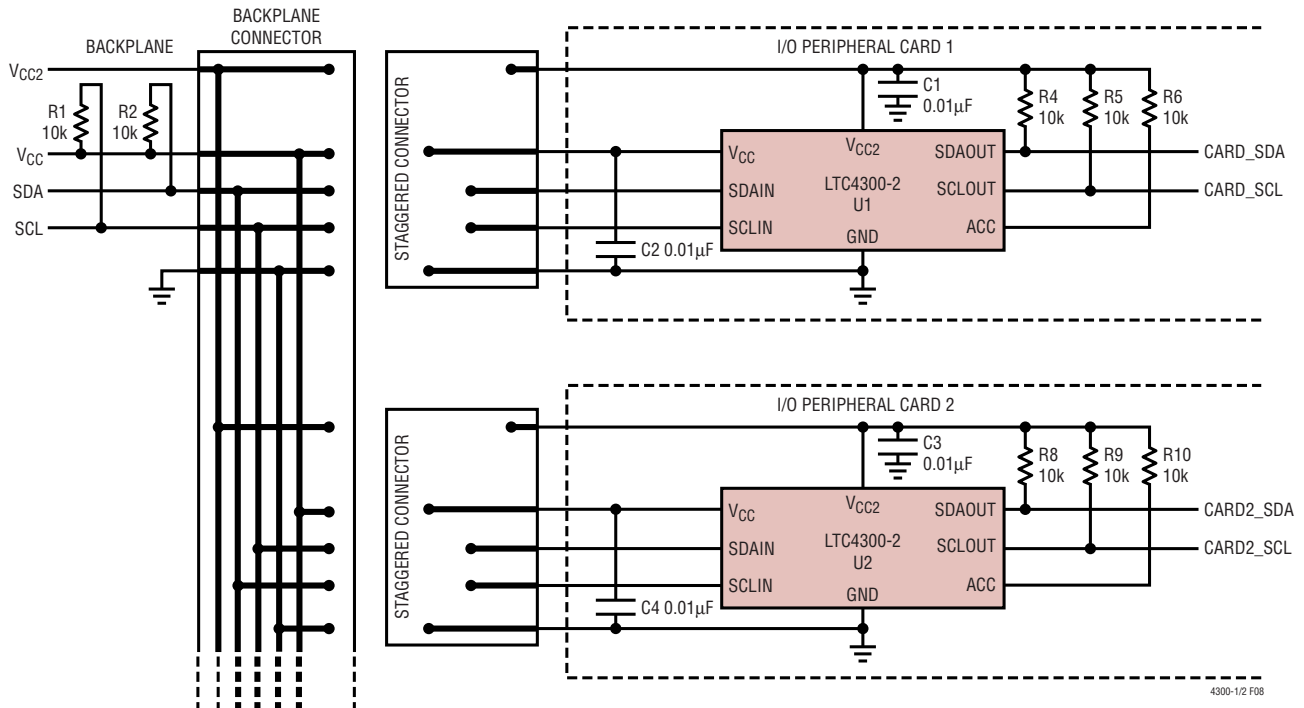 BACKPLANE
BACKPLANE
CONNECTOR
VCC2
R1
10k
R2
10k
VCC
SDA
SCL
STAGGERED CONNECTOR
I/O PERIPHERAL CARD 1
C1
0.01μF
R4
10k
R5
10k
R6
10k
VCC
VCC2
SDAOUT
CARD_SDA
SDAIN
LTC4300-2
U1
SCLOUT
CARD_SCL
SCLIN
GND
ACC
C2 0.01μF
STAGGERED CONNECTOR
I/O PERIPHERAL CARD 2
C3
0.01μF
R8
10k
R9
10k
R10
10k
VCC
VCC2
SDAOUT
CARD2_SDA
SDAIN
LTC4300-2
U2
SCLOUT
CARD2_SCL
SCLIN
GND
ACC
C4 0.01μF
4300-1/2 F08